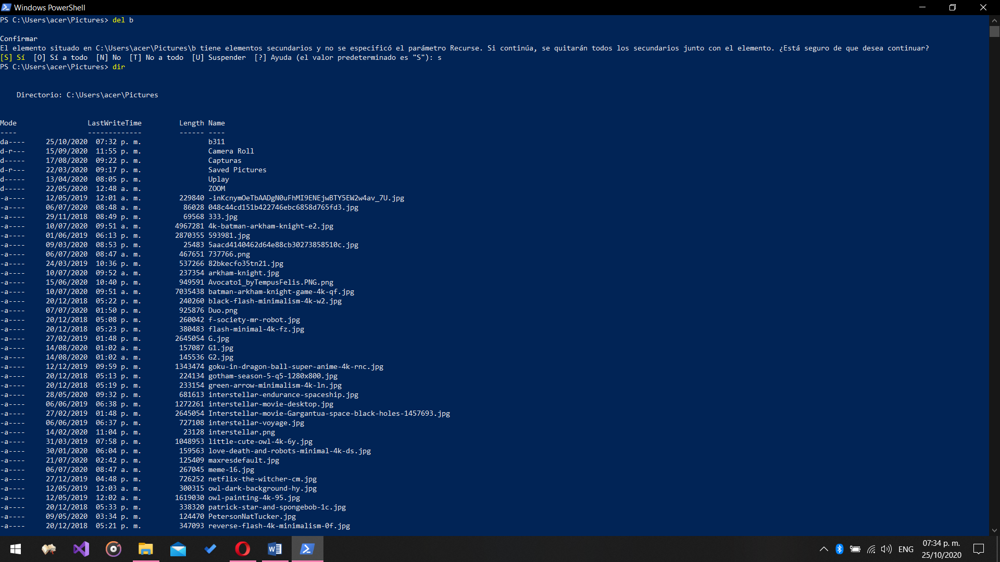 Windows PowerShell
PS C:\Users\acer\Pictures> del b
Confirmar
El elemento situado en C:\Users\acer\Pictures\b tiene elementos secundarios y no se especificó el parámetro Recurse. Si continúa, se quitarán todos los secundarios junto con el elemento. ¿Está seguro de que desea continuar?
[S] Sí  [O] Sí a todo  [N] No  [T] No a todo  [U] Suspender  [?] Ayuda (el valor predeterminado es "S"): s
PS C:\Users\acer\Pictures> dir
Directorio: C:\Users\acer\Pictures
Mode                 LastWriteTime         Length Name
----                 -------------         ------ ----
da----     25/10/2020  07:32 p. m.                b311
d-r---     15/09/2020  11:55 p. m.                Camera Roll
d-----     17/08/2020  09:22 p. m.                Capturas
d-r---     22/03/2020  09:17 p. m.                Saved Pictures
d-----     13/04/2020  08:05 p. m.                Uplay
d-----     22/05/2020  12:48 a. m.                ZOOM
-a----     12/05/2019  12:01 a. m.         229840 -inKcnymOeTbAADgN0uFhMI9ENEjwBTY5EW2w4av_7U.jpg
-a----     06/07/2020  08:48 a. m.          86028 048c44cd151b422746ebc6858d765fd3.jpg
-a----     29/11/2018  08:49 p. m.          69568 333.jpg
-a----     10/07/2020  09:51 a. m.        4967281 4k-batman-arkham-knight-e2.jpg
-a----     01/06/2019  06:13 p. m.        2870355 593981.jpg
-a----     09/03/2020  08:53 p. m.          25483 5aacd4140462d64e88cb30273858510c.jpg
-a----     06/07/2020  08:47 a. m.         467651 737766.png
-a----     24/03/2019  10:36 p. m.         537266 82bkecfo35tn21.jpg
-a----     10/07/2020  09:52 a. m.         237354 arkham-knight.jpg
-a----     15/06/2020  10:40 p. m.         949591 Avocato1_byTempusFelis.PNG.png
-a----     10/07/2020  09:51 a. m.        7035438 batman-arkham-knight-game-4k-qf.jpg
-a----     20/12/2018  05:22 p. m.         240260 black-flash-minimalism-4k-w2.jpg
-a----     07/07/2020  01:50 p. m.         925876 Duo.png
-a----     20/12/2018  05:08 p. m.         260042 f-society-mr-robot.jpg
-a----     20/12/2018  05:23 p. m.         380483 flash-minimal-4k-fz.jpg
-a----     27/02/2019  01:48 p. m.        2645054 G.jpg
-a----     14/08/2020  01:02 a. m.         157087 G1.jpg
-a----     14/08/2020  01:02 a. m.         145536 G2.jpg
-a----     12/12/2019  09:59 p. m.        1343474 goku-in-dragon-ball-super-anime-4k-rnc.jpg
-a----     20/12/2018  05:13 p. m.         224134 gotham-season-5-q5-1280x800.jpg
-a----     20/12/2018  05:19 p. m.         233154 green-arrow-minimalism-4k-ln.jpg
-a----     28/05/2020  09:32 p. m.         681613 interstellar-endurance-spaceship.jpg
-a----     06/06/2019  06:38 p. m.        1272261 interstellar-movie-desktop.jpg
-a----     27/02/2019  01:48 p. m.        2645054 Interstellar-movie-Gargantua-space-black-holes-1457693.jpg
-a----     06/06/2019  06:37 p. m.         727108 interstellar-voyage.jpg
-a----     14/02/2020  11:04 p. m.          23128 interstellar.png
-a----     31/03/2019  07:58 p. m.        1048953 little-cute-owl-4k-6y.jpg
-a----     30/01/2020  06:04 p. m.         159563 love-death-and-robots-minimal-4k-ds.jpg
-a----     21/07/2020  02:42 p. m.         125409 maxresdefault.jpg
-a----     06/07/2020  08:47 a. m.         267045 meme-16.jpg
-a----     27/12/2019  04:48 p. m.         726252 netflix-the-witcher-cm.jpg
-a----     12/05/2019  12:03 a. m.         300315 owl-dark-background-hy.jpg
-a----     12/05/2019  12:02 a. m.        1619030 owl-painting-4k-95.jpg
-a----     20/12/2018  05:33 p. m.         338320 patrick-star-and-spongebob-1c.jpg
-a----     09/05/2020  03:34 p. m.         124470 PetersonNatTucker.jpg
-a----     20/12/2018  05:21 p. m.         347093 reverse-flash-4k-minimalism-0f.jpg
ENG
07:34 p. m.
25/10/2020